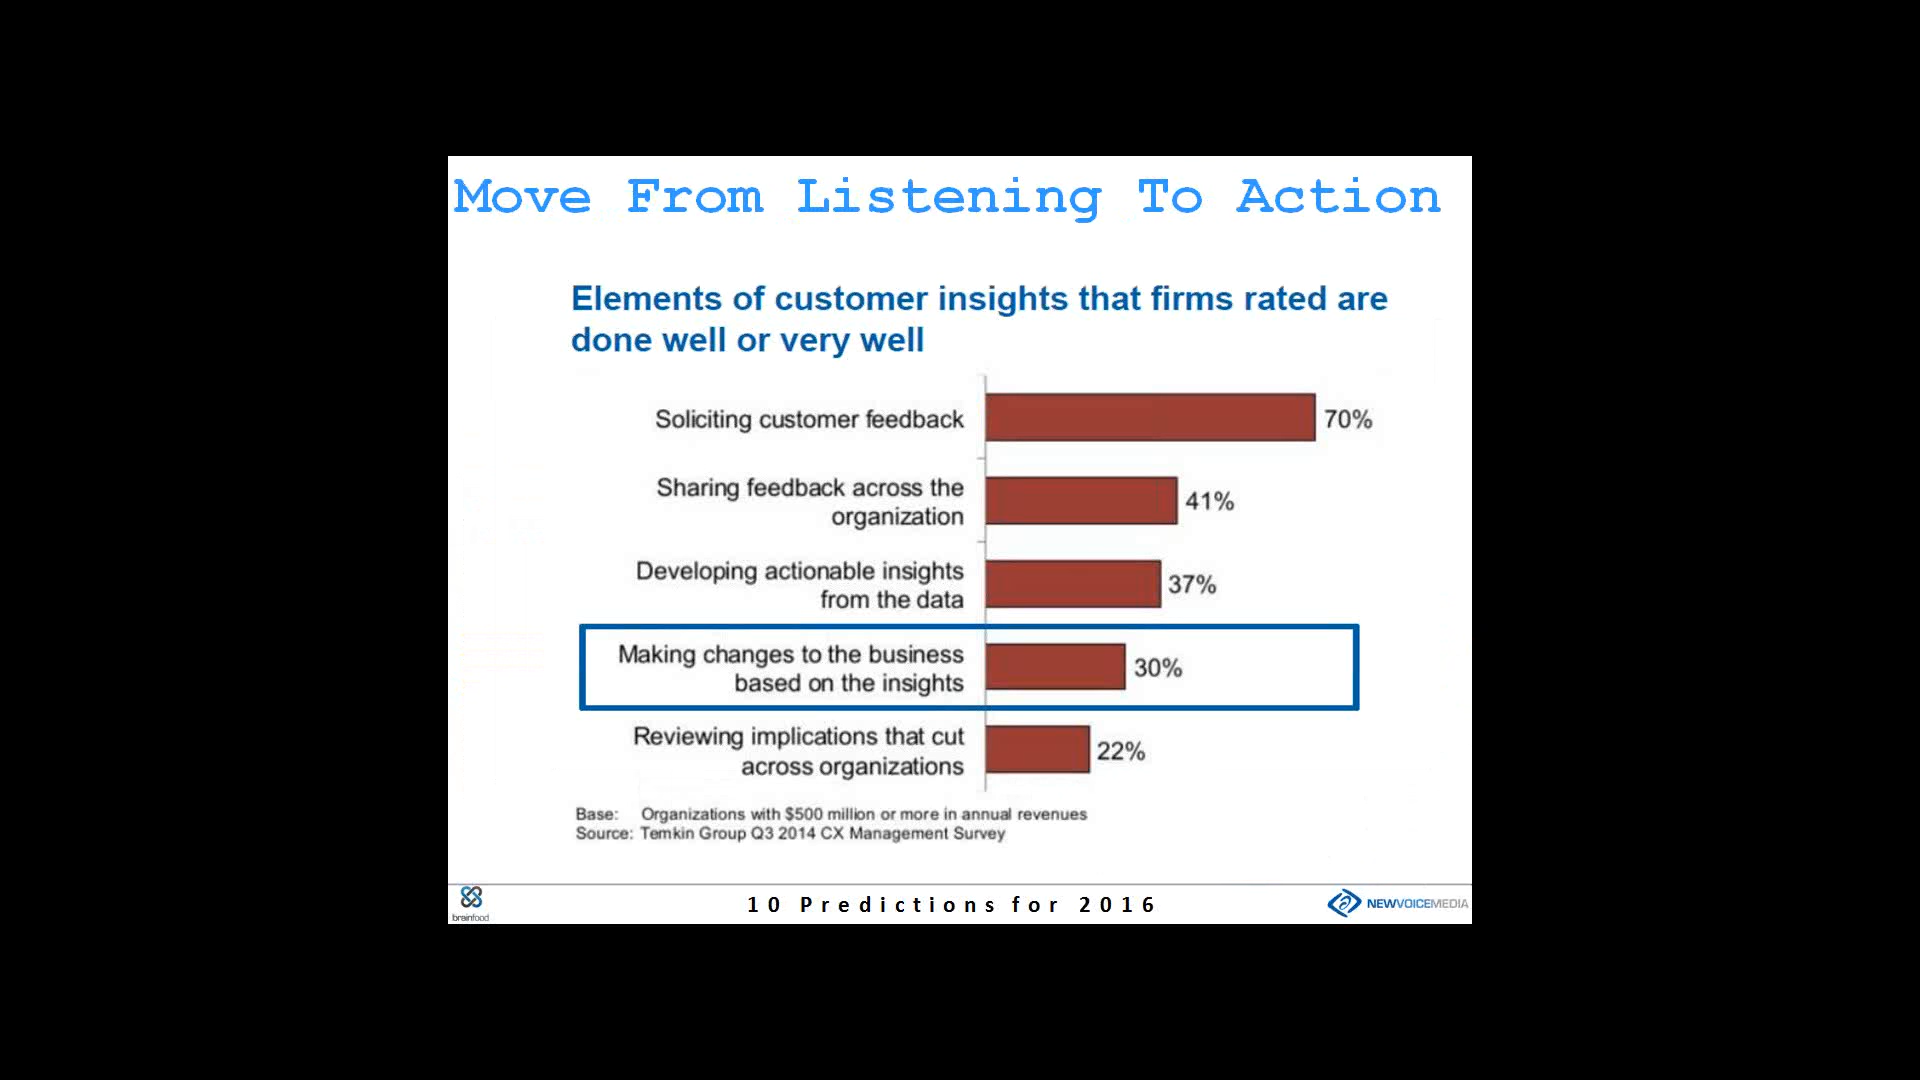 Move From Listening To Action
Elements of customer insights that firms rated are
done well or very well
Soliciting customer feedback
70%
Sharing feedback across the
organization
41%
Developing actionable insights
from the data
37%
Making changes to the business
based on the insights
30%
Reviewing implications that cut
across organizations
22%
Base: Organizations with $500 million or more in annual revenues
Source: Temkin Group Q3 2014 CX Management Survey
brainfood
10 Predictions for 2016
NEWVOICEMEDIA